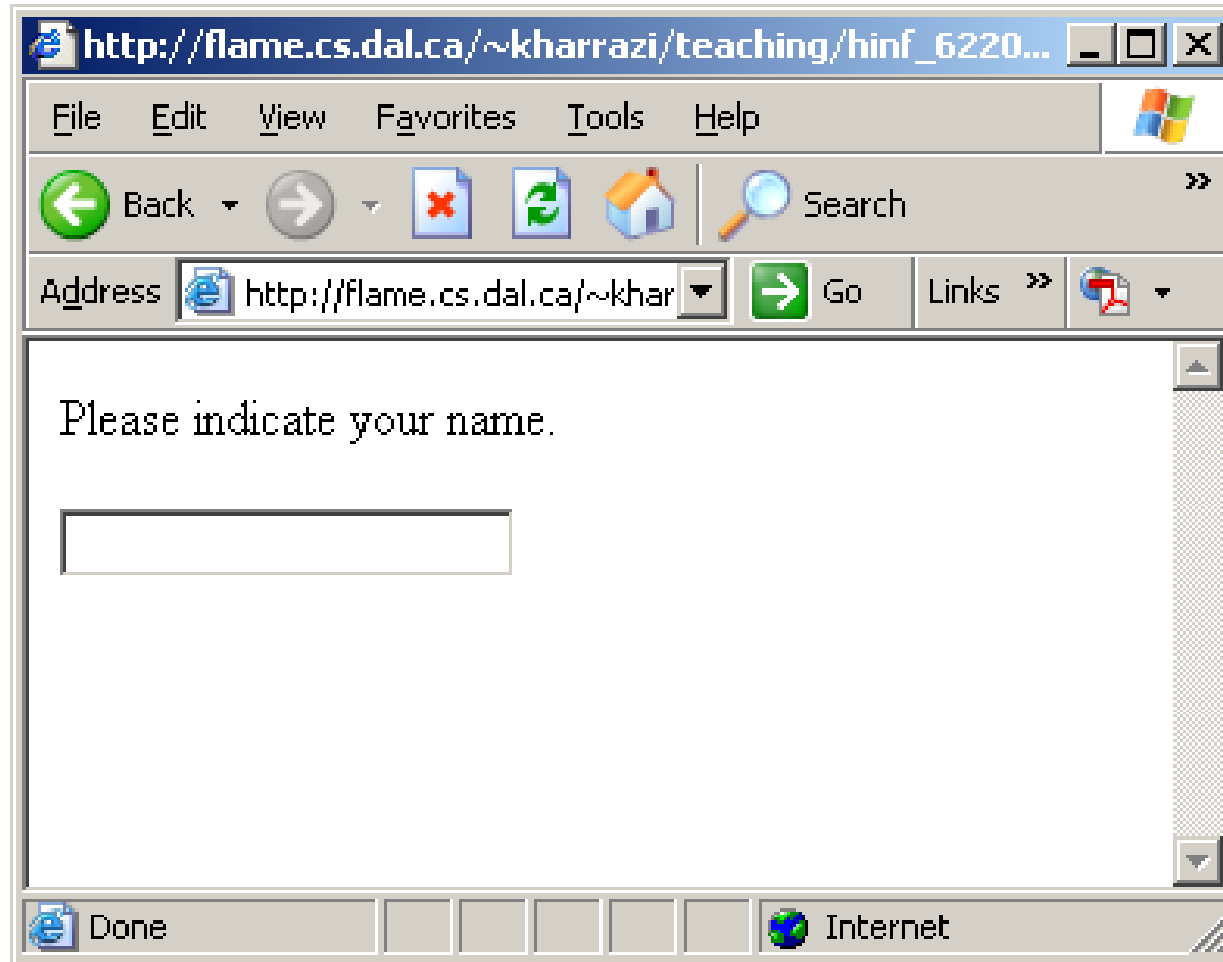 http://flame.cs.dal.ca/~kharrazi/teaching/hinf_6220...
File Edit View Favorites Tools Help
Back Search »
Address http://flame.cs.dal.ca/~khar Go Links »
Please indicate your name.
Done Internet